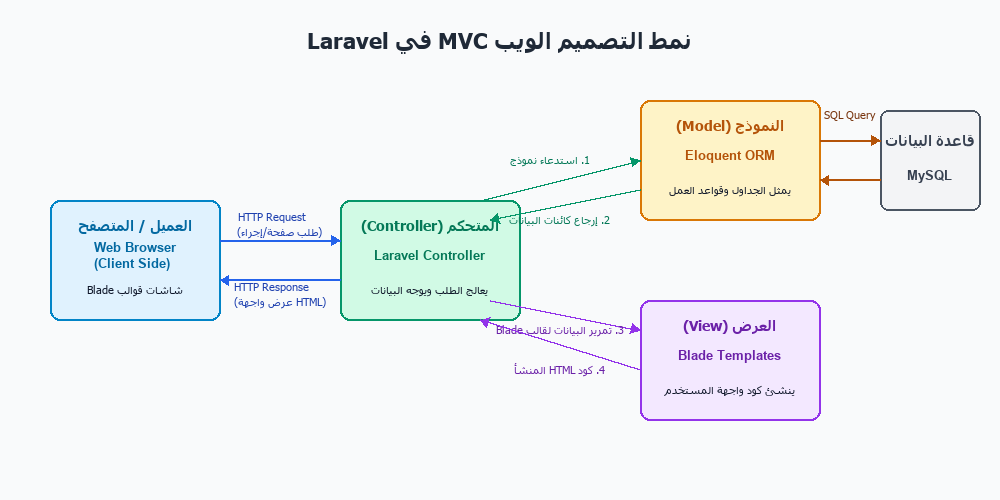 نمط التصميم الويب MVC في Laravel
العميل / المتصفح
Web Browser
(Client Side)
شاشات قوالب Blade
HTTP Request
(طلب صفحة/إجراء)
HTTP Response
(عرض واجهة HTML)
المتحكم (Controller)
Laravel Controller
يعالج الطلب ويوجه البيانات
1. استدعاء نموذج
2. إرجاع كائنات البيانات
النموذج (Model)
Eloquent ORM
يمثل الجداول وقواعد العمل
SQL Query
قاعدة البيانات
MySQL
3. تمرير البيانات لقالب Blade
4. كود HTML المنشأ
العرض (View)
Blade Templates
ينشئ كود واجهة المستخدم